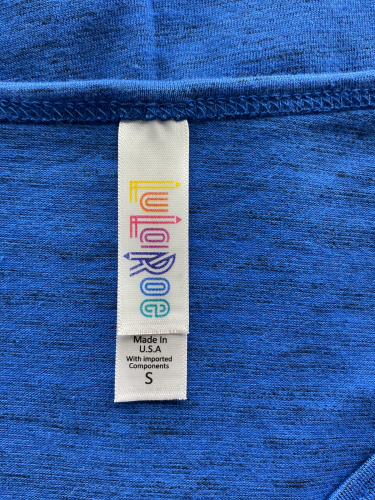 LuLaRoe
Made In
U.S.A
With imported
Components
S